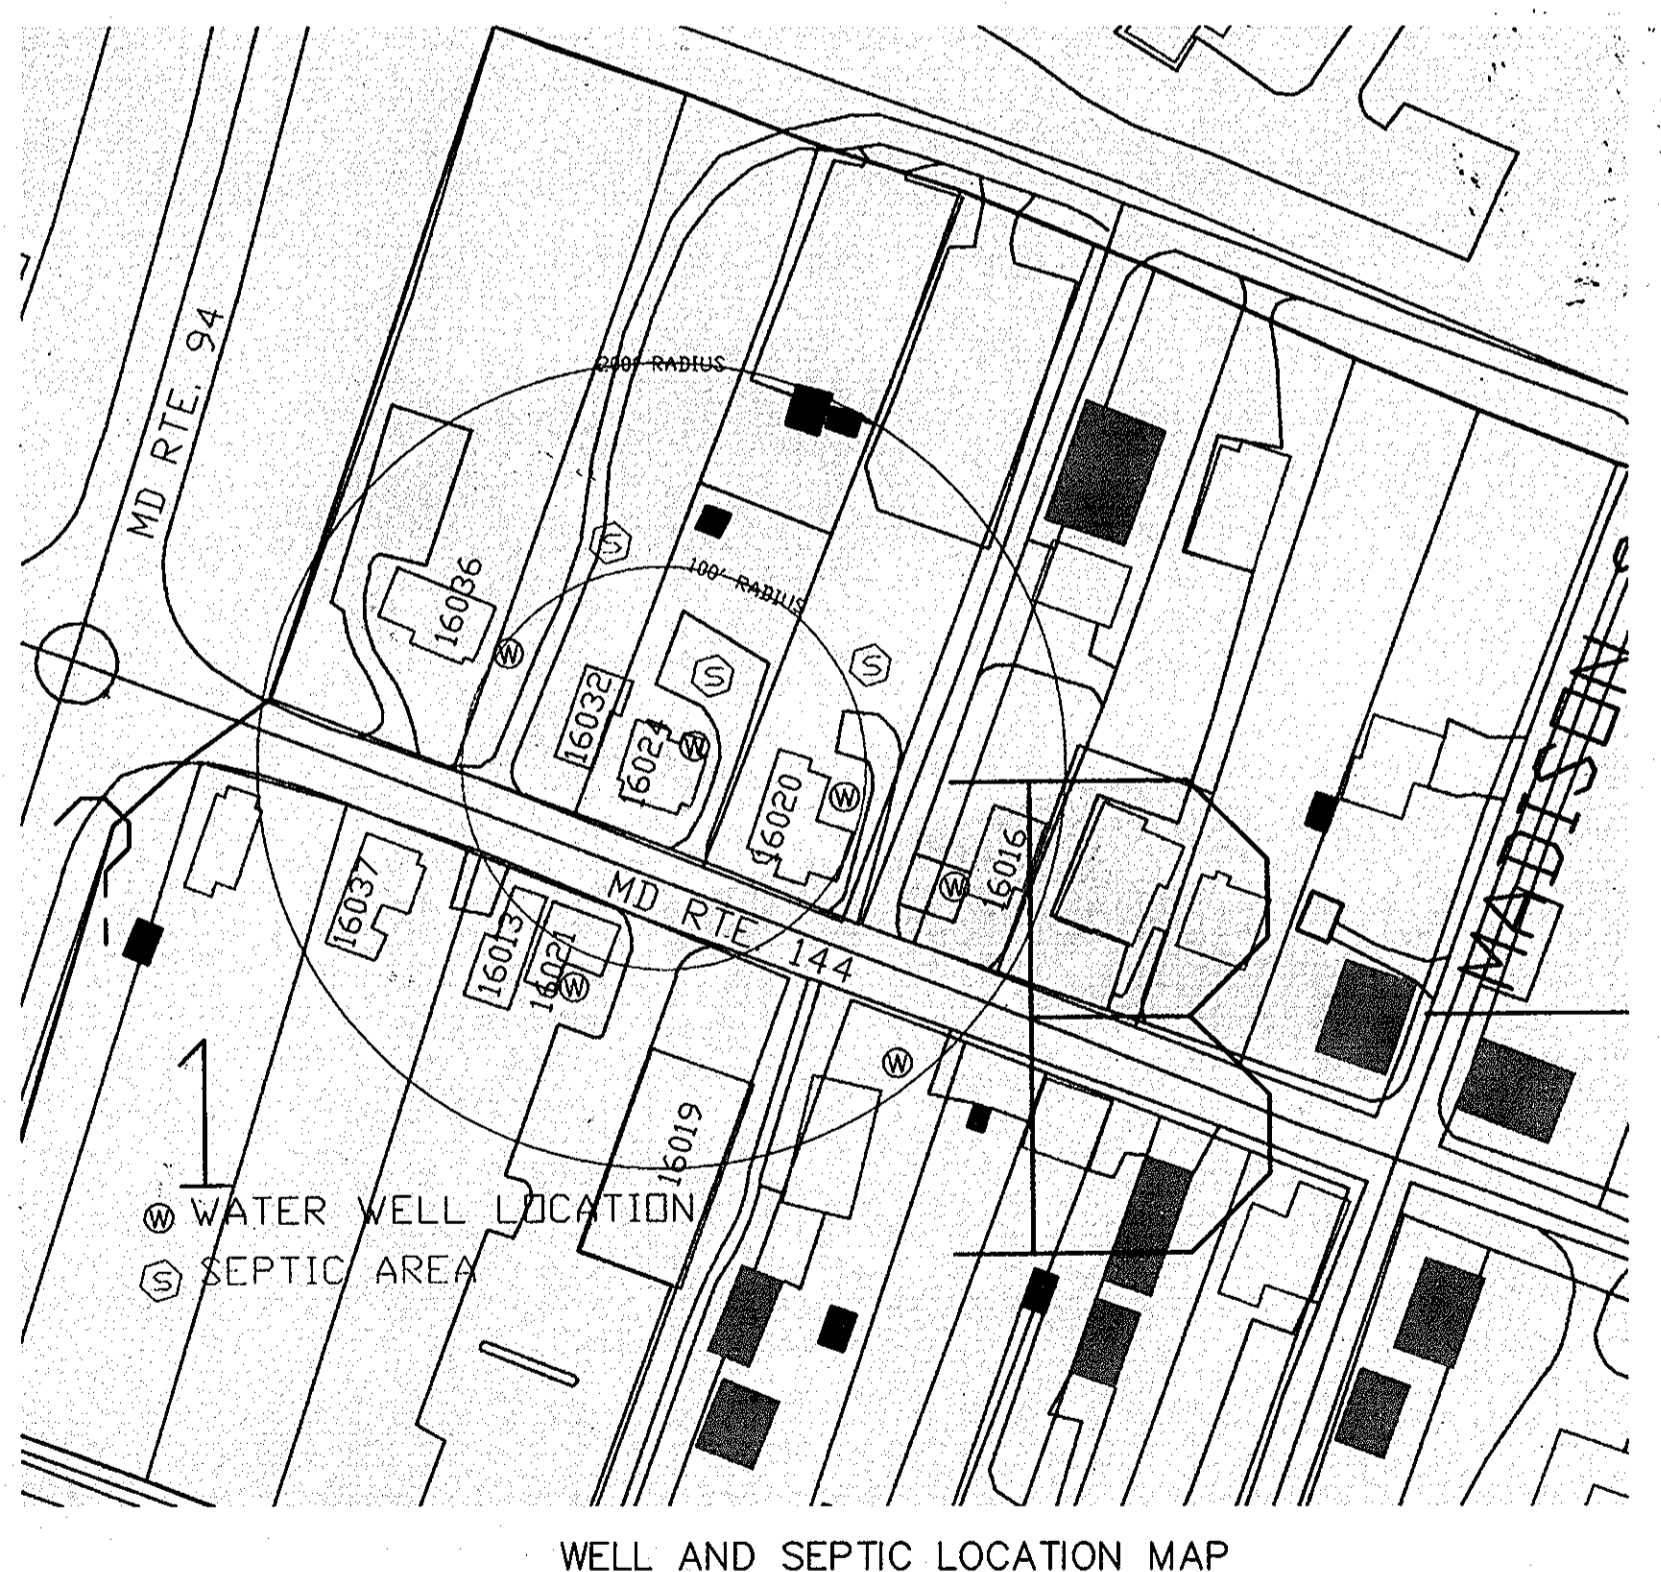 MD RTE. 94
200' RADIUS
100' RADIUS
16036
S
W
16032
S
S
16024
W
16020
W
16016
W
MADISON
16037
16013
16021
W
MD RTE. 144
W
16019
W WATER WELL LOCATION
S SEPTIC AREA
WELL AND SEPTIC LOCATION MAP